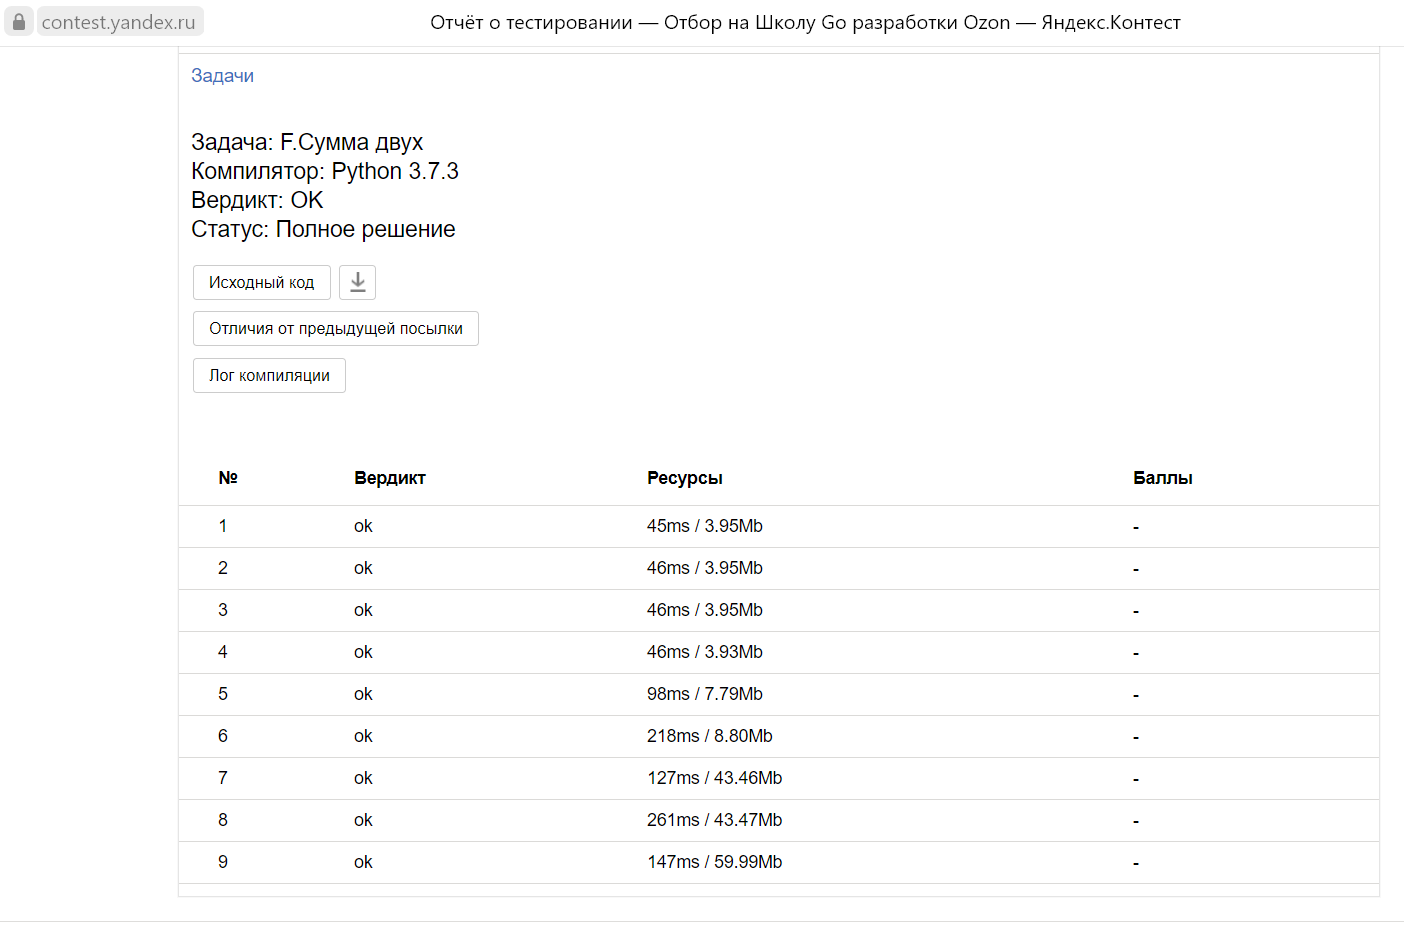 contest.yandex.ru Отчёт о тестировании — Отбор на Школу Go разработки Ozon — Яндекс.Контест
Задачи
Задача: F.Сумма двух
Компилятор: Python 3.7.3
Вердикт: OK
Статус: Полное решение
Исходный код
Отличия от предыдущей посылки
Лог компиляции
№ Вердикт Ресурсы Баллы
1 ok 45ms / 3.95Mb -
2 ok 46ms / 3.95Mb -
3 ok 46ms / 3.95Mb -
4 ok 46ms / 3.93Mb -
5 ok 98ms / 7.79Mb -
6 ok 218ms / 8.80Mb -
7 ok 127ms / 43.46Mb -
8 ok 261ms / 43.47Mb -
9 ok 147ms / 59.99Mb -